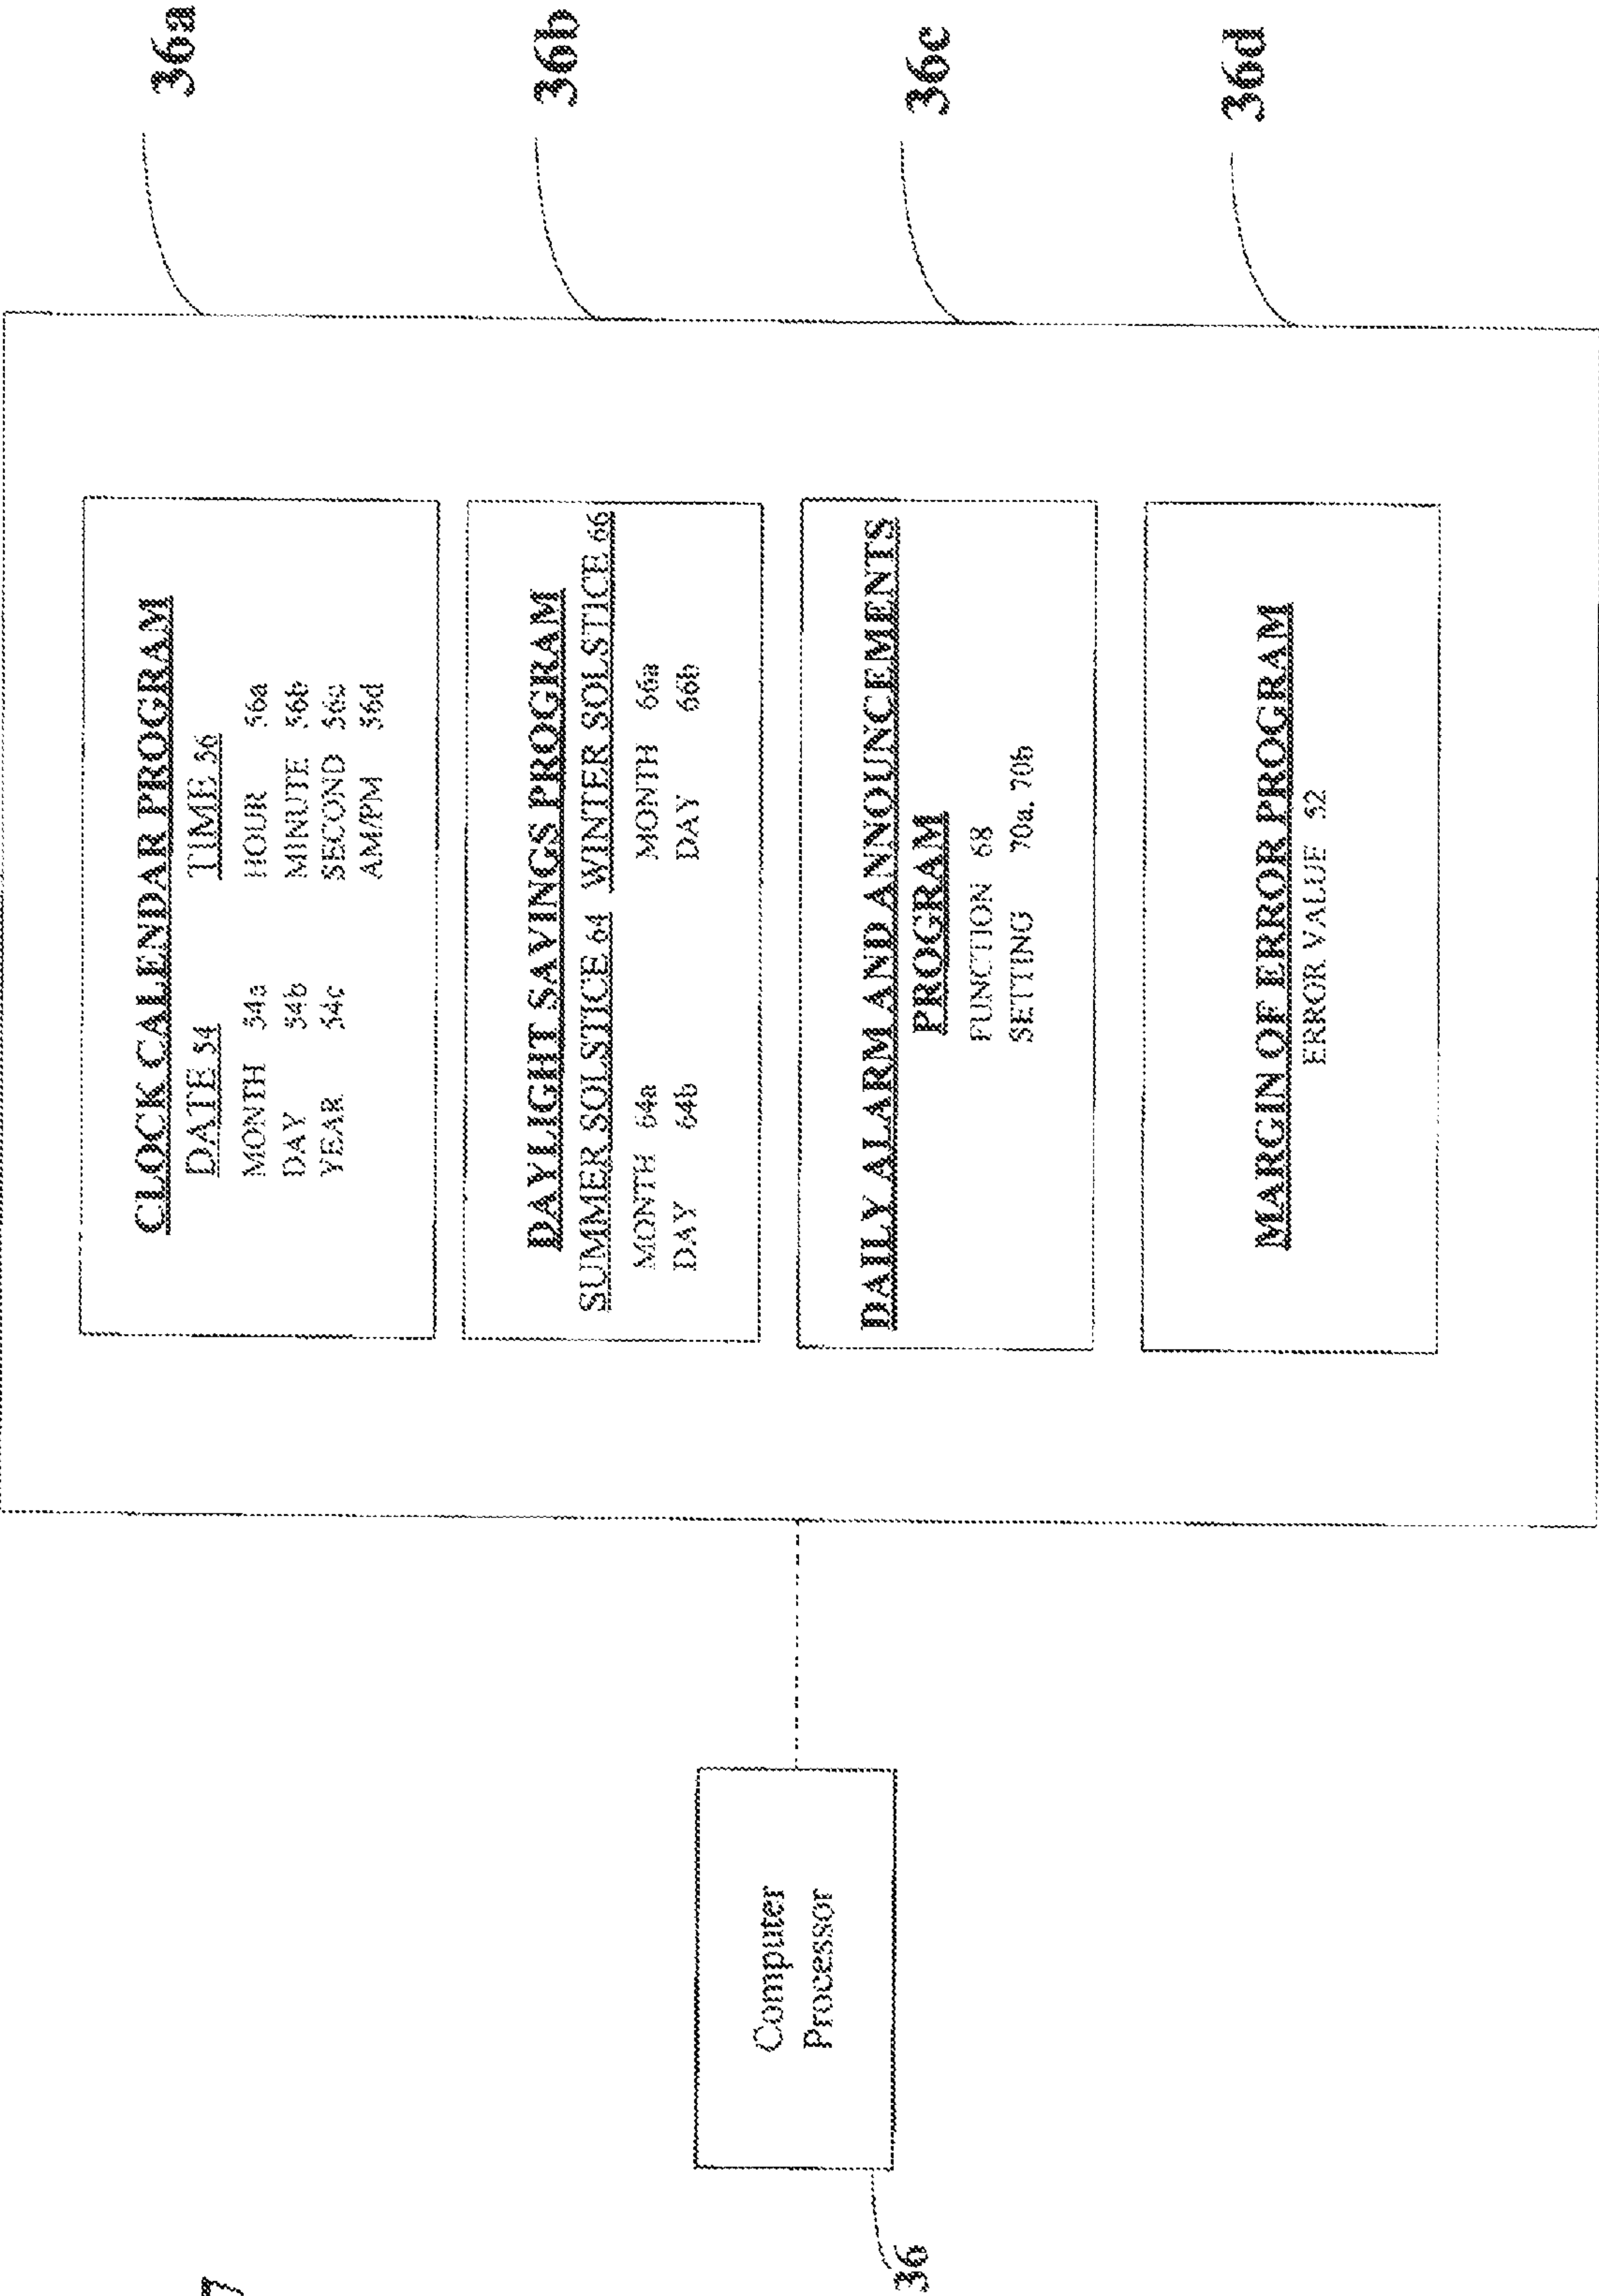 7
36
Computer
Processor
CLOCK CALENDAR PROGRAM
DATE 54 TIME 56
MONTH 54a HOUR 56a
DAY 54b MINUTE 56b
YEAR 54c SECOND 56c
AM/PM 56d
36a
DAYLIGHT SAVINGS PROGRAM
SUMMER SOLSTICE 64 WINTER SOLSTICE 66
MONTH 64a MONTH 66a
DAY 64b DAY 66b
36b
DAILY ALARM AND ANNOUNCEMENTS
PROGRAM
FUNCTION 68
SETTING 70a, 70b
36c
MARGIN OF ERROR PROGRAM
ERROR VALUE 52
36d